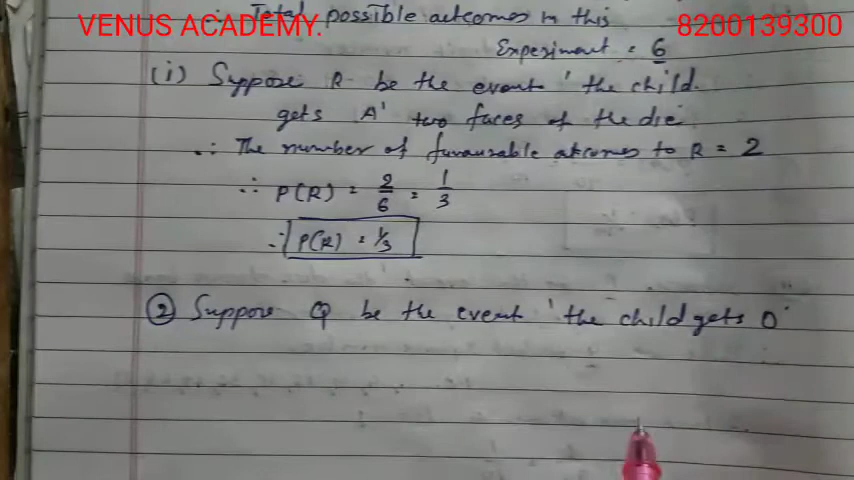 ∴ Total possible outcomes in this
VENUS ACADEMY. 8200139300
Experiment = 6
(i) Suppose R be the event 'the child
gets A' two faces of the die
∴ The number of favourable outcomes to R = 2
∴ P(R) = 2/6 = 1/3
∴ P(R) = 1/3
② Suppose Q be the event 'the child gets D'